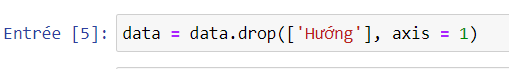 Entrée [5]: data = data.drop(['Hướng'], axis = 1)